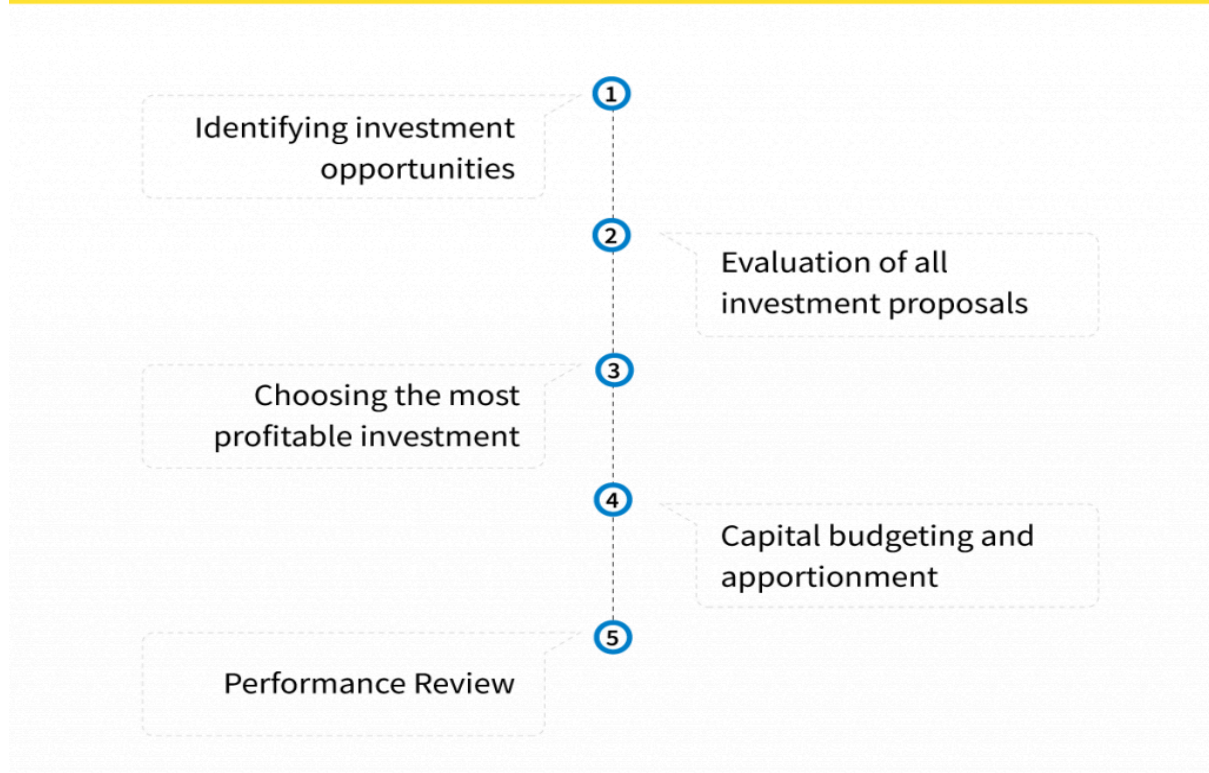 1
Identifying investment
opportunities
2
Evaluation of all
investment proposals
3
Choosing the most
profitable investment
4
Capital budgeting and
apportionment
5
Performance Review